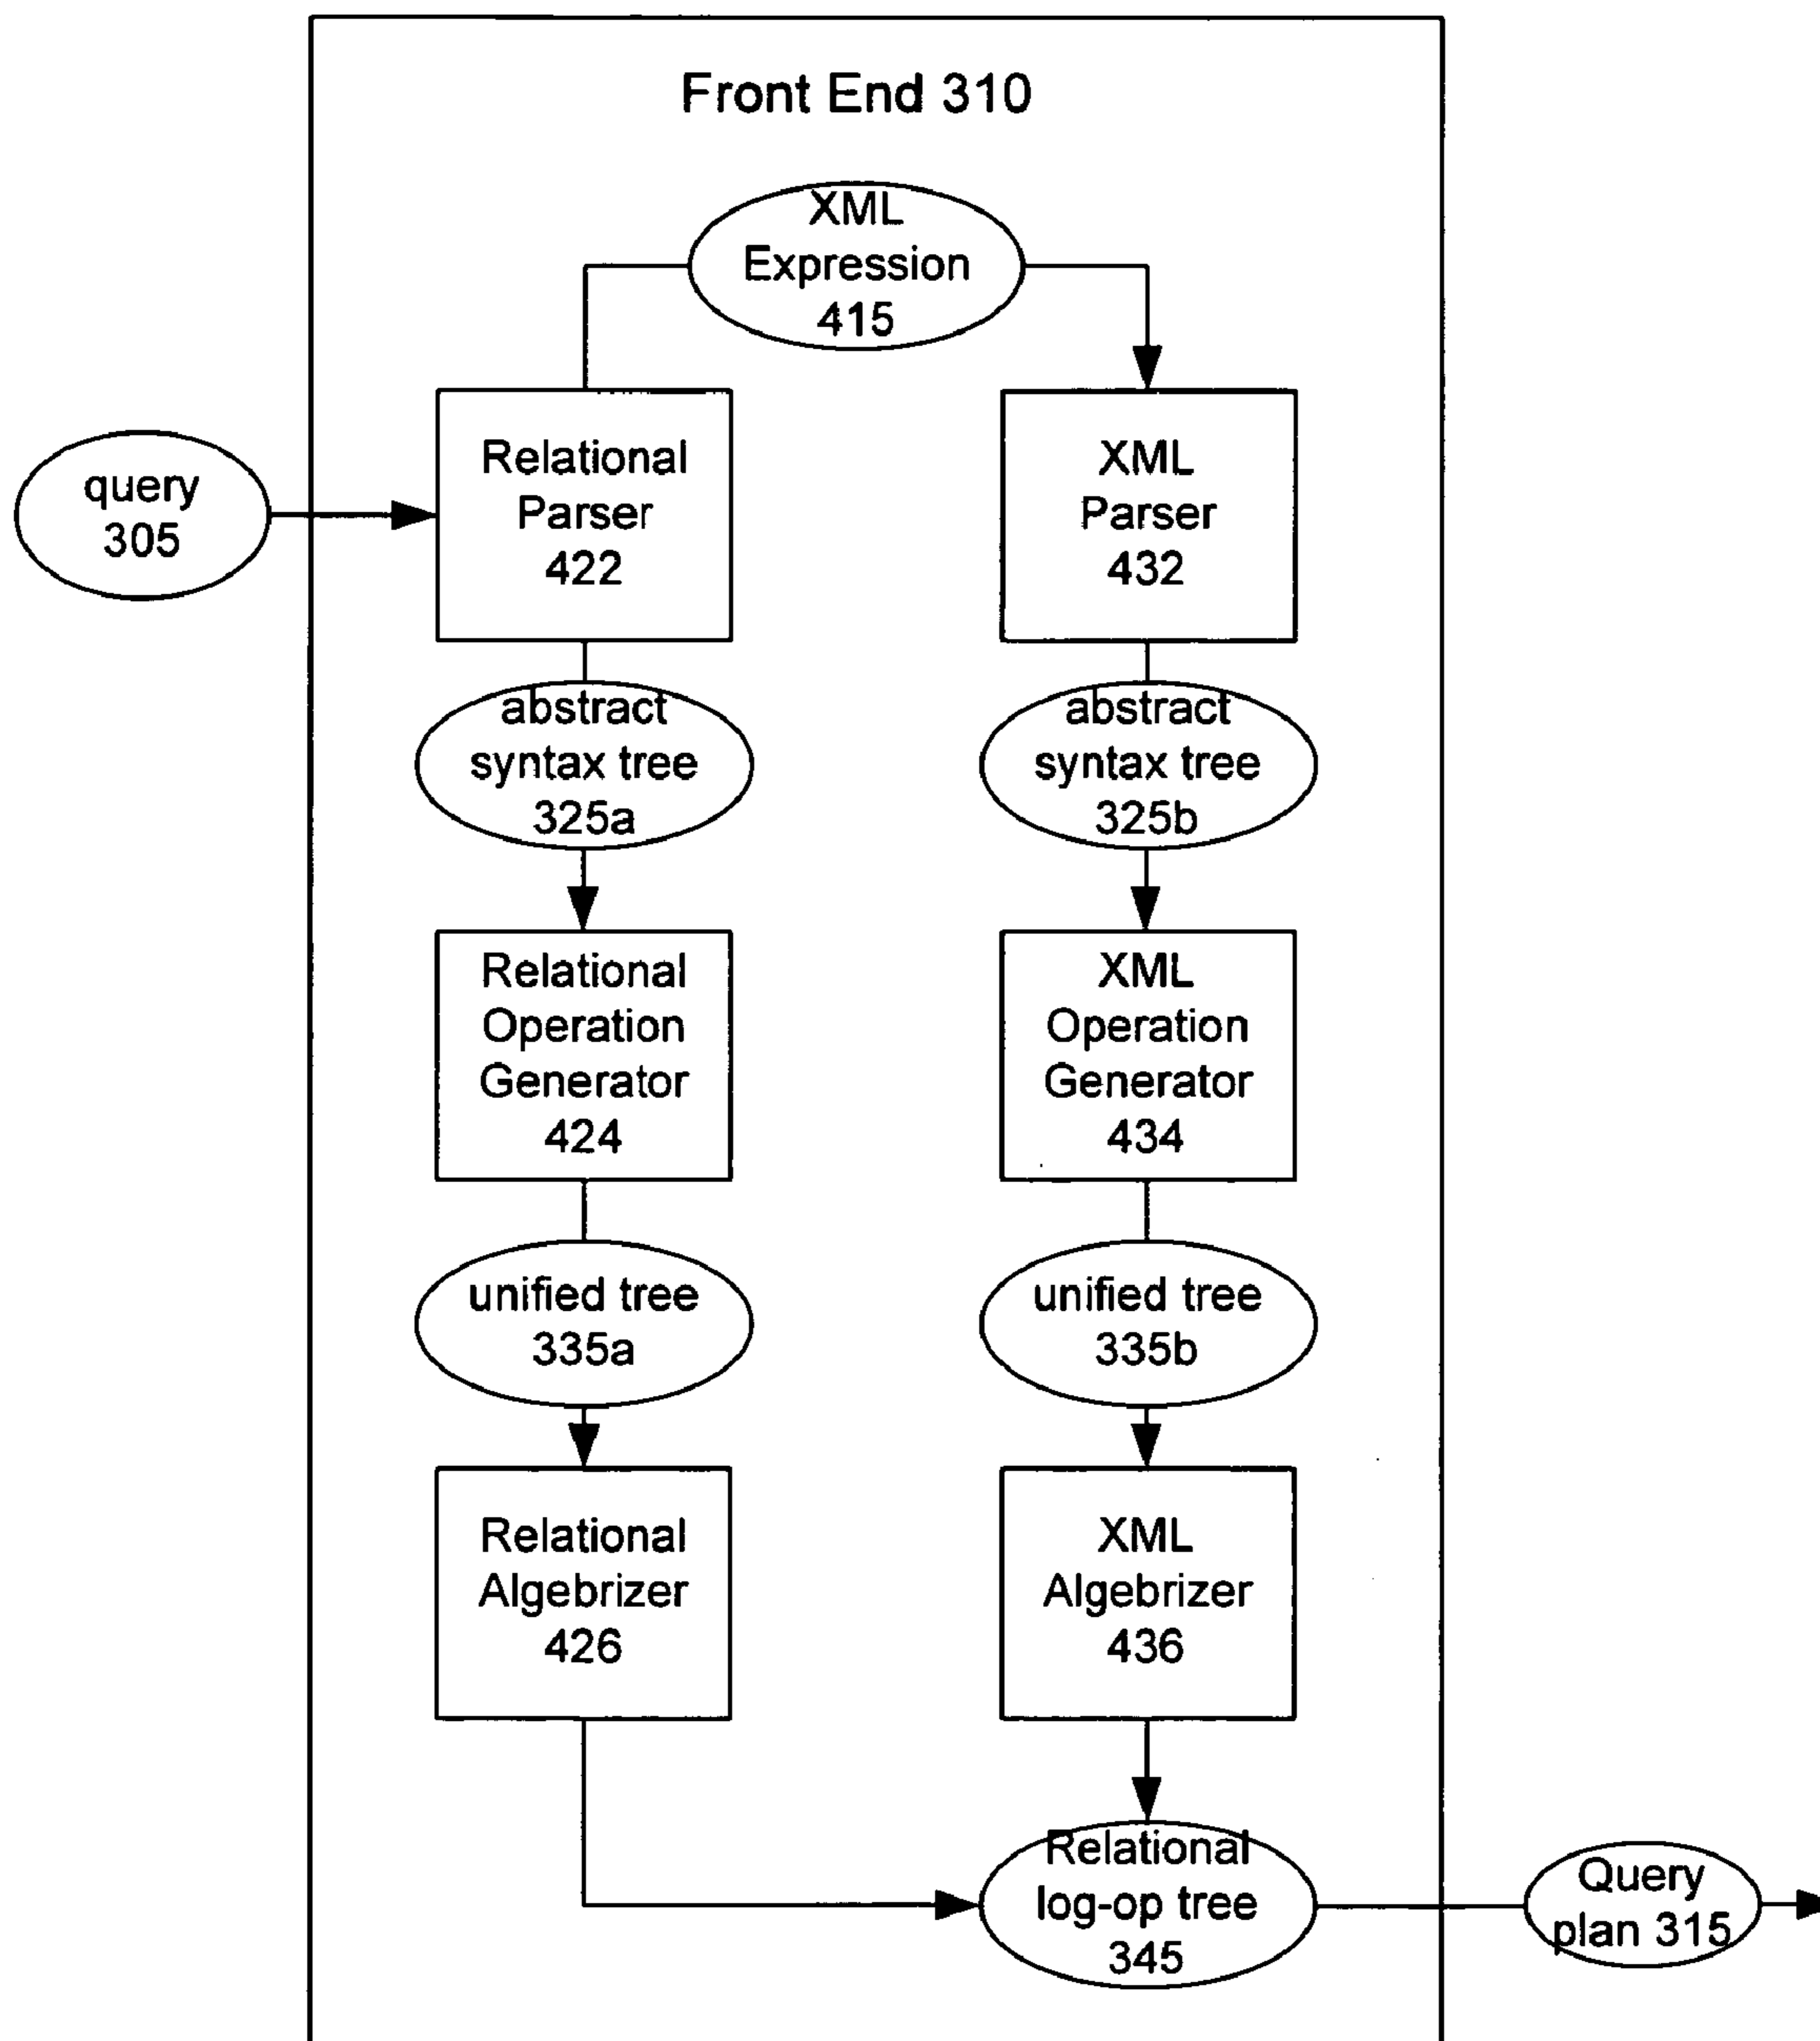 Front End 310
XML
Expression
415
query
305
Relational
Parser
422
XML
Parser
432
abstract
syntax tree
325a
abstract
syntax tree
325b
Relational
Operation
Generator
424
XML
Operation
Generator
434
unified tree
335a
unified tree
335b
Relational
Algebrizer
426
XML
Algebrizer
436
Relational
log-op tree
345
Query
plan 315